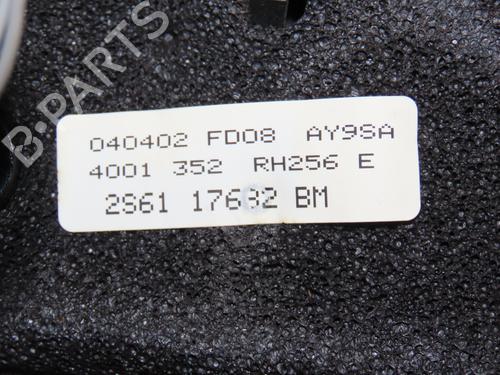 B-PARTS
040402 FD08 AY9SA
4001 352 RH256 E
2S61 17682 BM